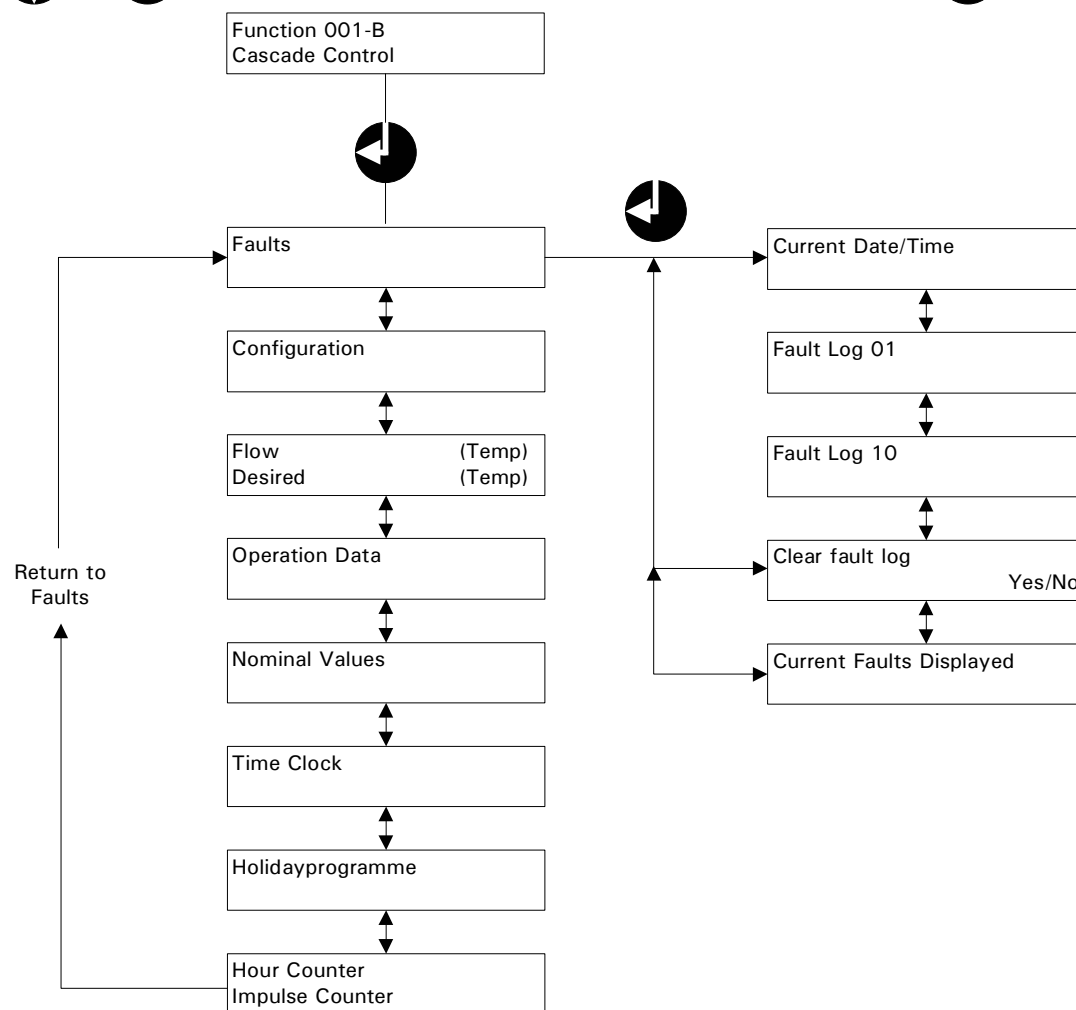 Function 001-B
Cascade Control
Faults
Configuration
Flow (Temp)
Desired (Temp)
Operation Data
Nominal Values
Time Clock
Holidayprogramme
Hour Counter
Impulse Counter
Return to
Faults
Current Date/Time
Fault Log 01
Fault Log 10
Clear fault log
Yes/No
Current Faults Displayed